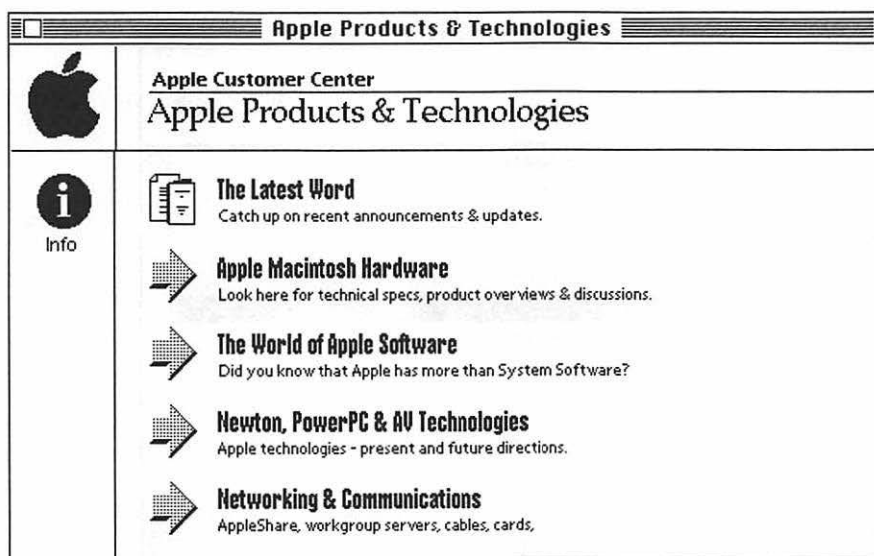 Apple Products & Technologies
Apple Customer Center
Apple Products & Technologies
Info
The Latest Word
Catch up on recent announcements & updates.
Apple Macintosh Hardware
Look here for technical specs, product overviews & discussions.
The World of Apple Software
Did you know that Apple has more than System Software?
Newton, PowerPC & AV Technologies
Apple technologies - present and future directions.
Networking & Communications
AppleShare, workgroup servers, cables, cards,